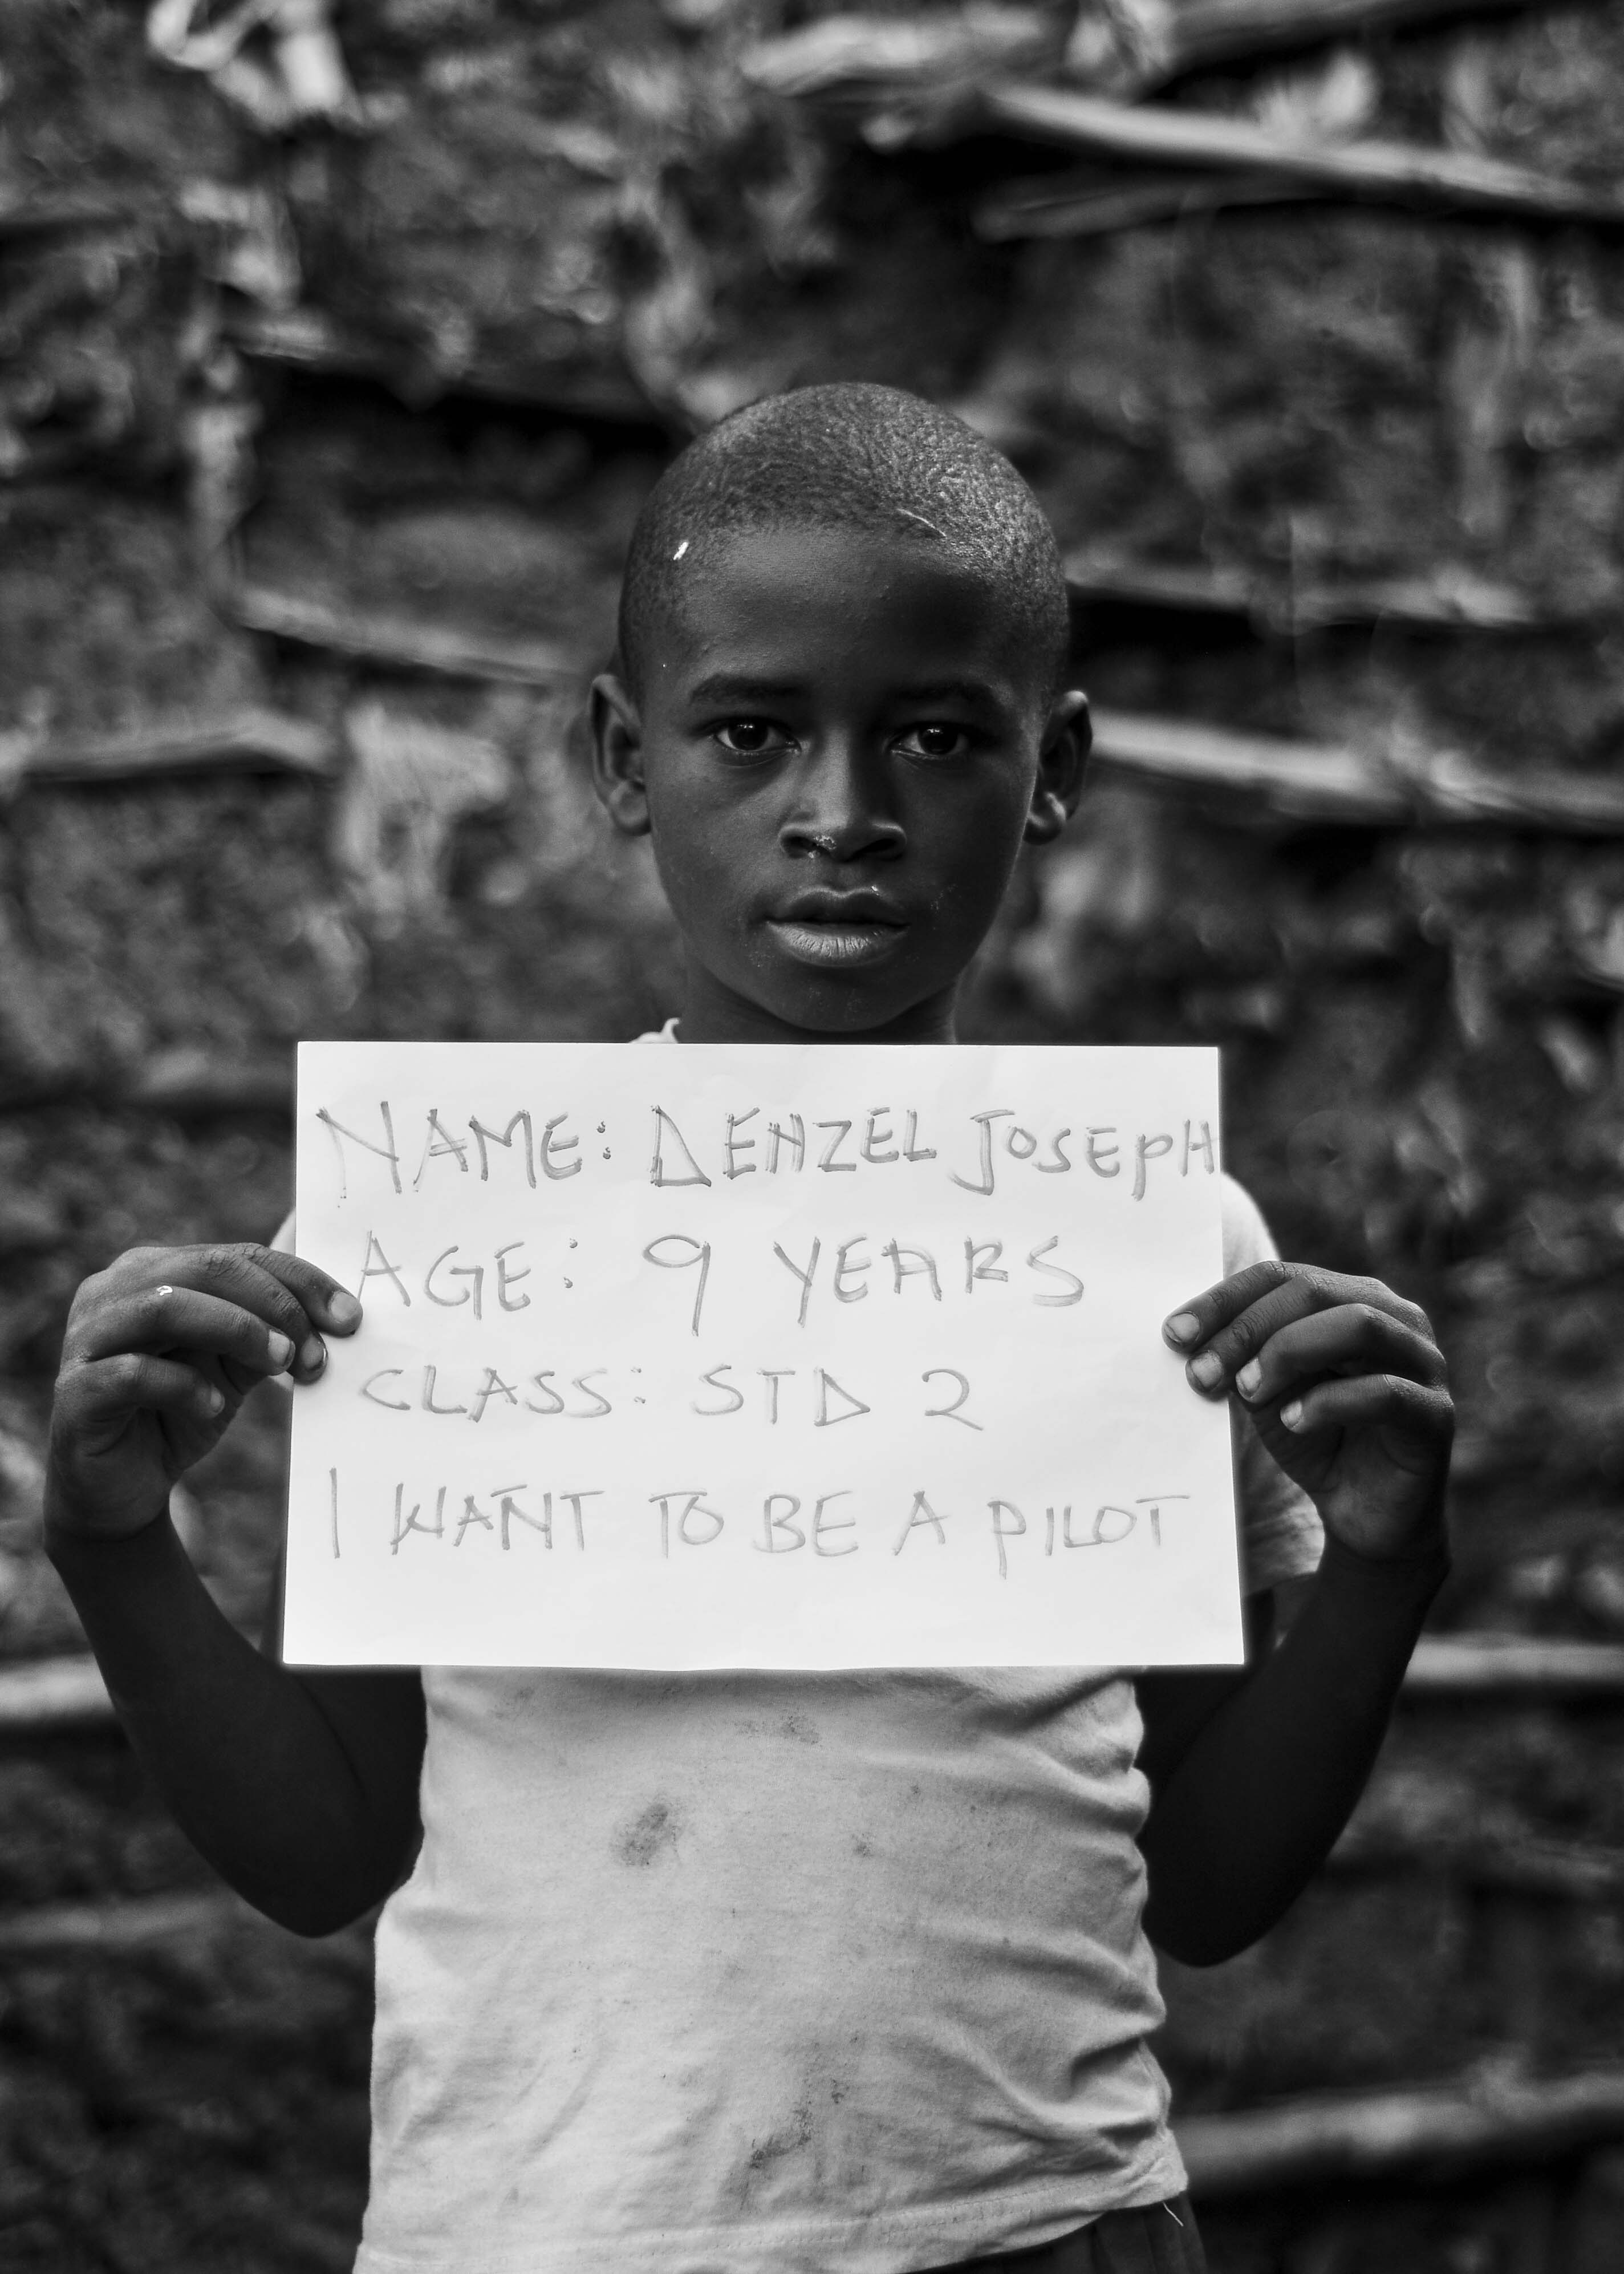 NAME: DENZEL JOSEPH
AGE: 9 YEARS
CLASS: STD 2
I WANT TO BE A PILOT